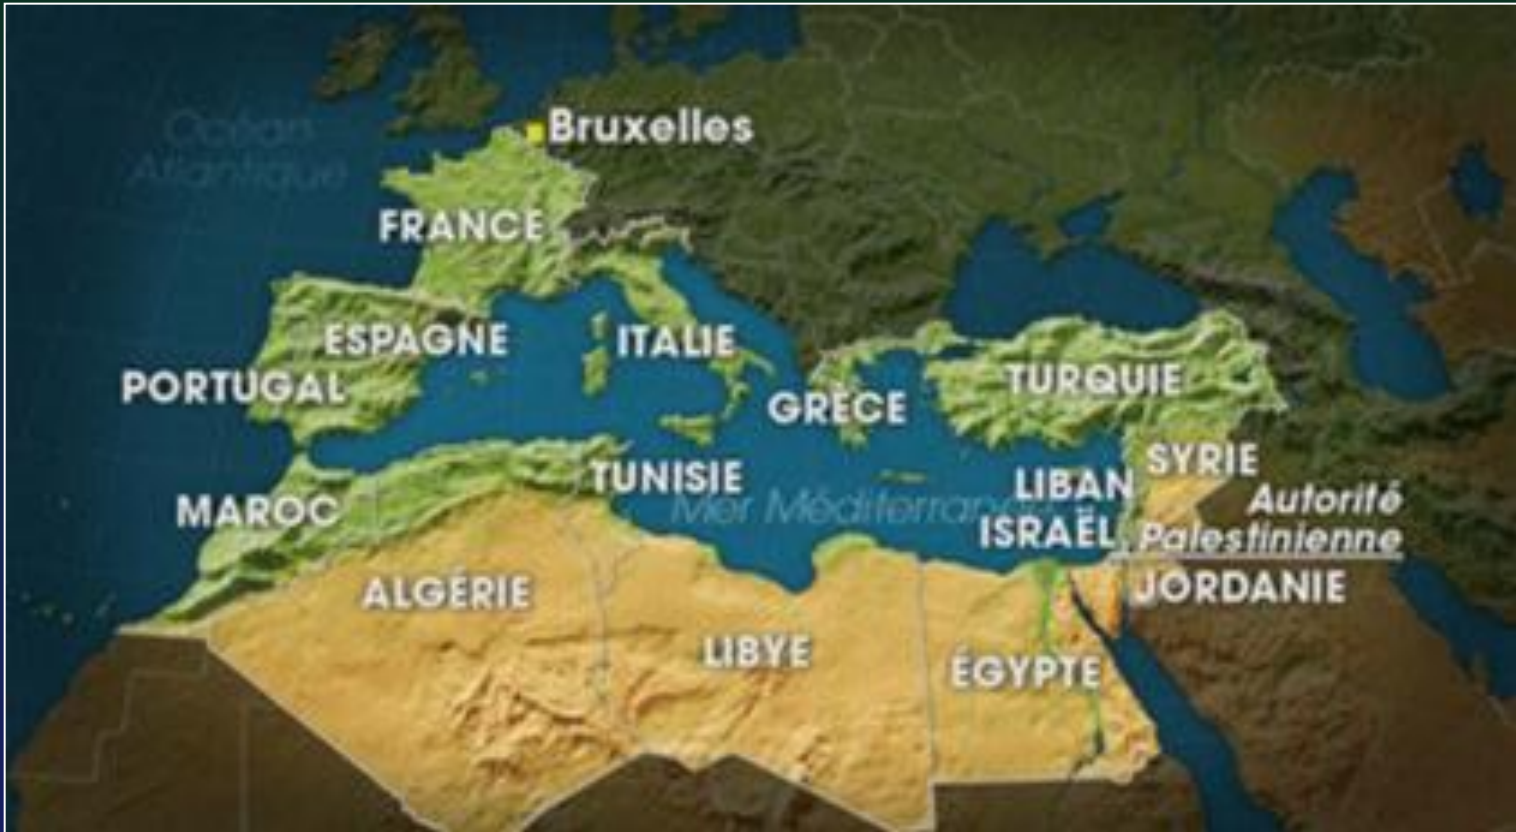 Océan
Atlantique
Bruxelles
FRANCE
ESPAGNE
ITALIE
PORTUGAL
GRÈCE
TURQUIE
TUNISIE
SYRIE
LIBAN
MAROC
Mer Méditerran
Autorité
ISRAËL
Palestinienne
ALGÉRIE
JORDANIE
LIBYE
ÉGYPTE